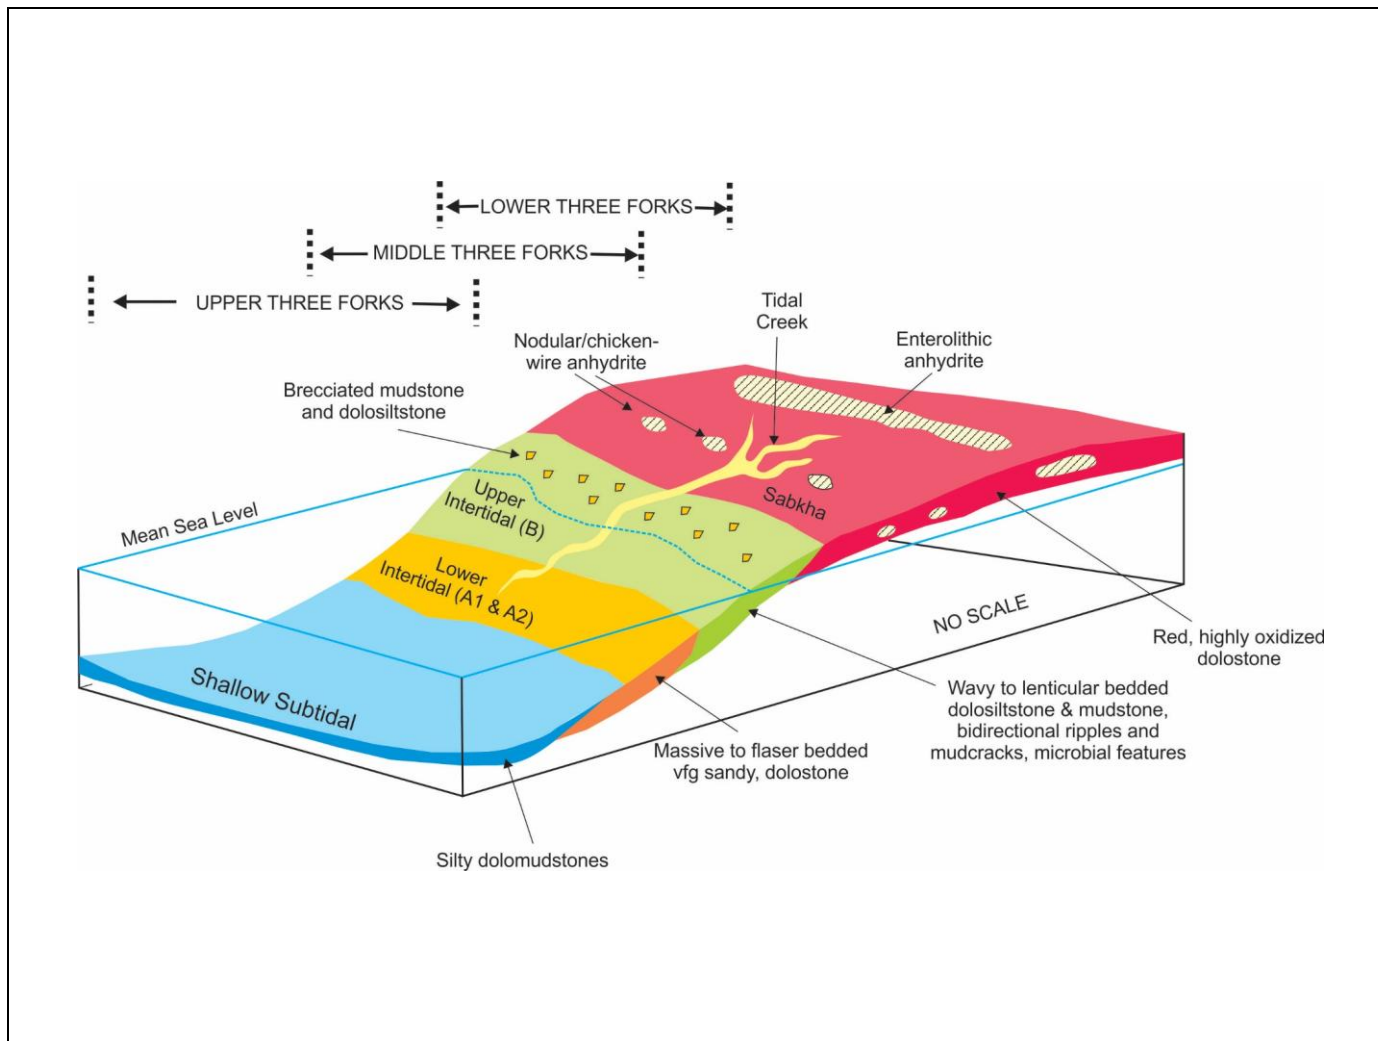 LOWER THREE FORKS
MIDDLE THREE FORKS
UPPER THREE FORKS
Tidal
Creek
Nodular/chicken-
wire anhydrite
Enterolithic
anhydrite
Brecciated mudstone
and dolosiltstone
Mean Sea Level
Upper
Intertidal (B)
Sabkha
Lower
Intertidal (A1 & A2)
NO SCALE
Red, highly oxidized
dolostone
Shallow Subtidal
Wavy to lenticular bedded
dolosiltstone & mudstone,
bidirectional ripples and
mudcracks, microbial features
Massive to flaser bedded
vfg sandy, dolostone
Silty dolomudstones